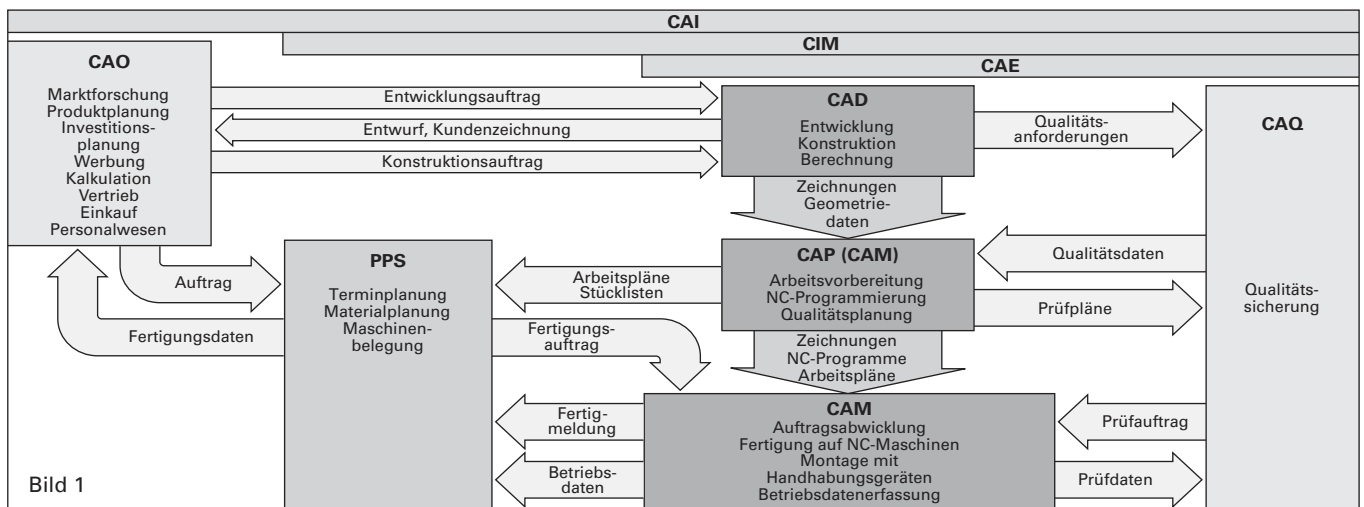 CAI
CIM
CAE
CAO
Marktforschung
Produktplanung
Investitions-
planung
Werbung
Kalkulation
Vertrieb
Einkauf
Personalwesen
Entwicklungsauftrag
Entwurf, Kundenzeichnung
Konstruktionsauftrag
CAD
Entwicklung
Konstruktion
Berechnung
Qualitäts-
anforderungen
CAQ
Qualitäts-
sicherung
Zeichnungen
Geometrie-
daten
Auftrag
Fertigungsdaten
PPS
Terminplanung
Materialplanung
Maschinen-
belegung
Arbeitspläne
Stücklisten
Fertigungs-
auftrag
CAP (CAM)
Arbeitsvorbereitung
NC-Programmierung
Qualitätsplanung
Qualitätsdaten
Prüfpläne
Zeichnungen
NC-Programme
Arbeitspläne
Fertig-
meldung
Betriebs-
daten
CAM
Auftragsabwicklung
Fertigung auf NC-Maschinen
Montage mit
Handhabungsgeräten
Betriebsdatenerfassung
Prüfauftrag
Prüfdaten
Bild 1